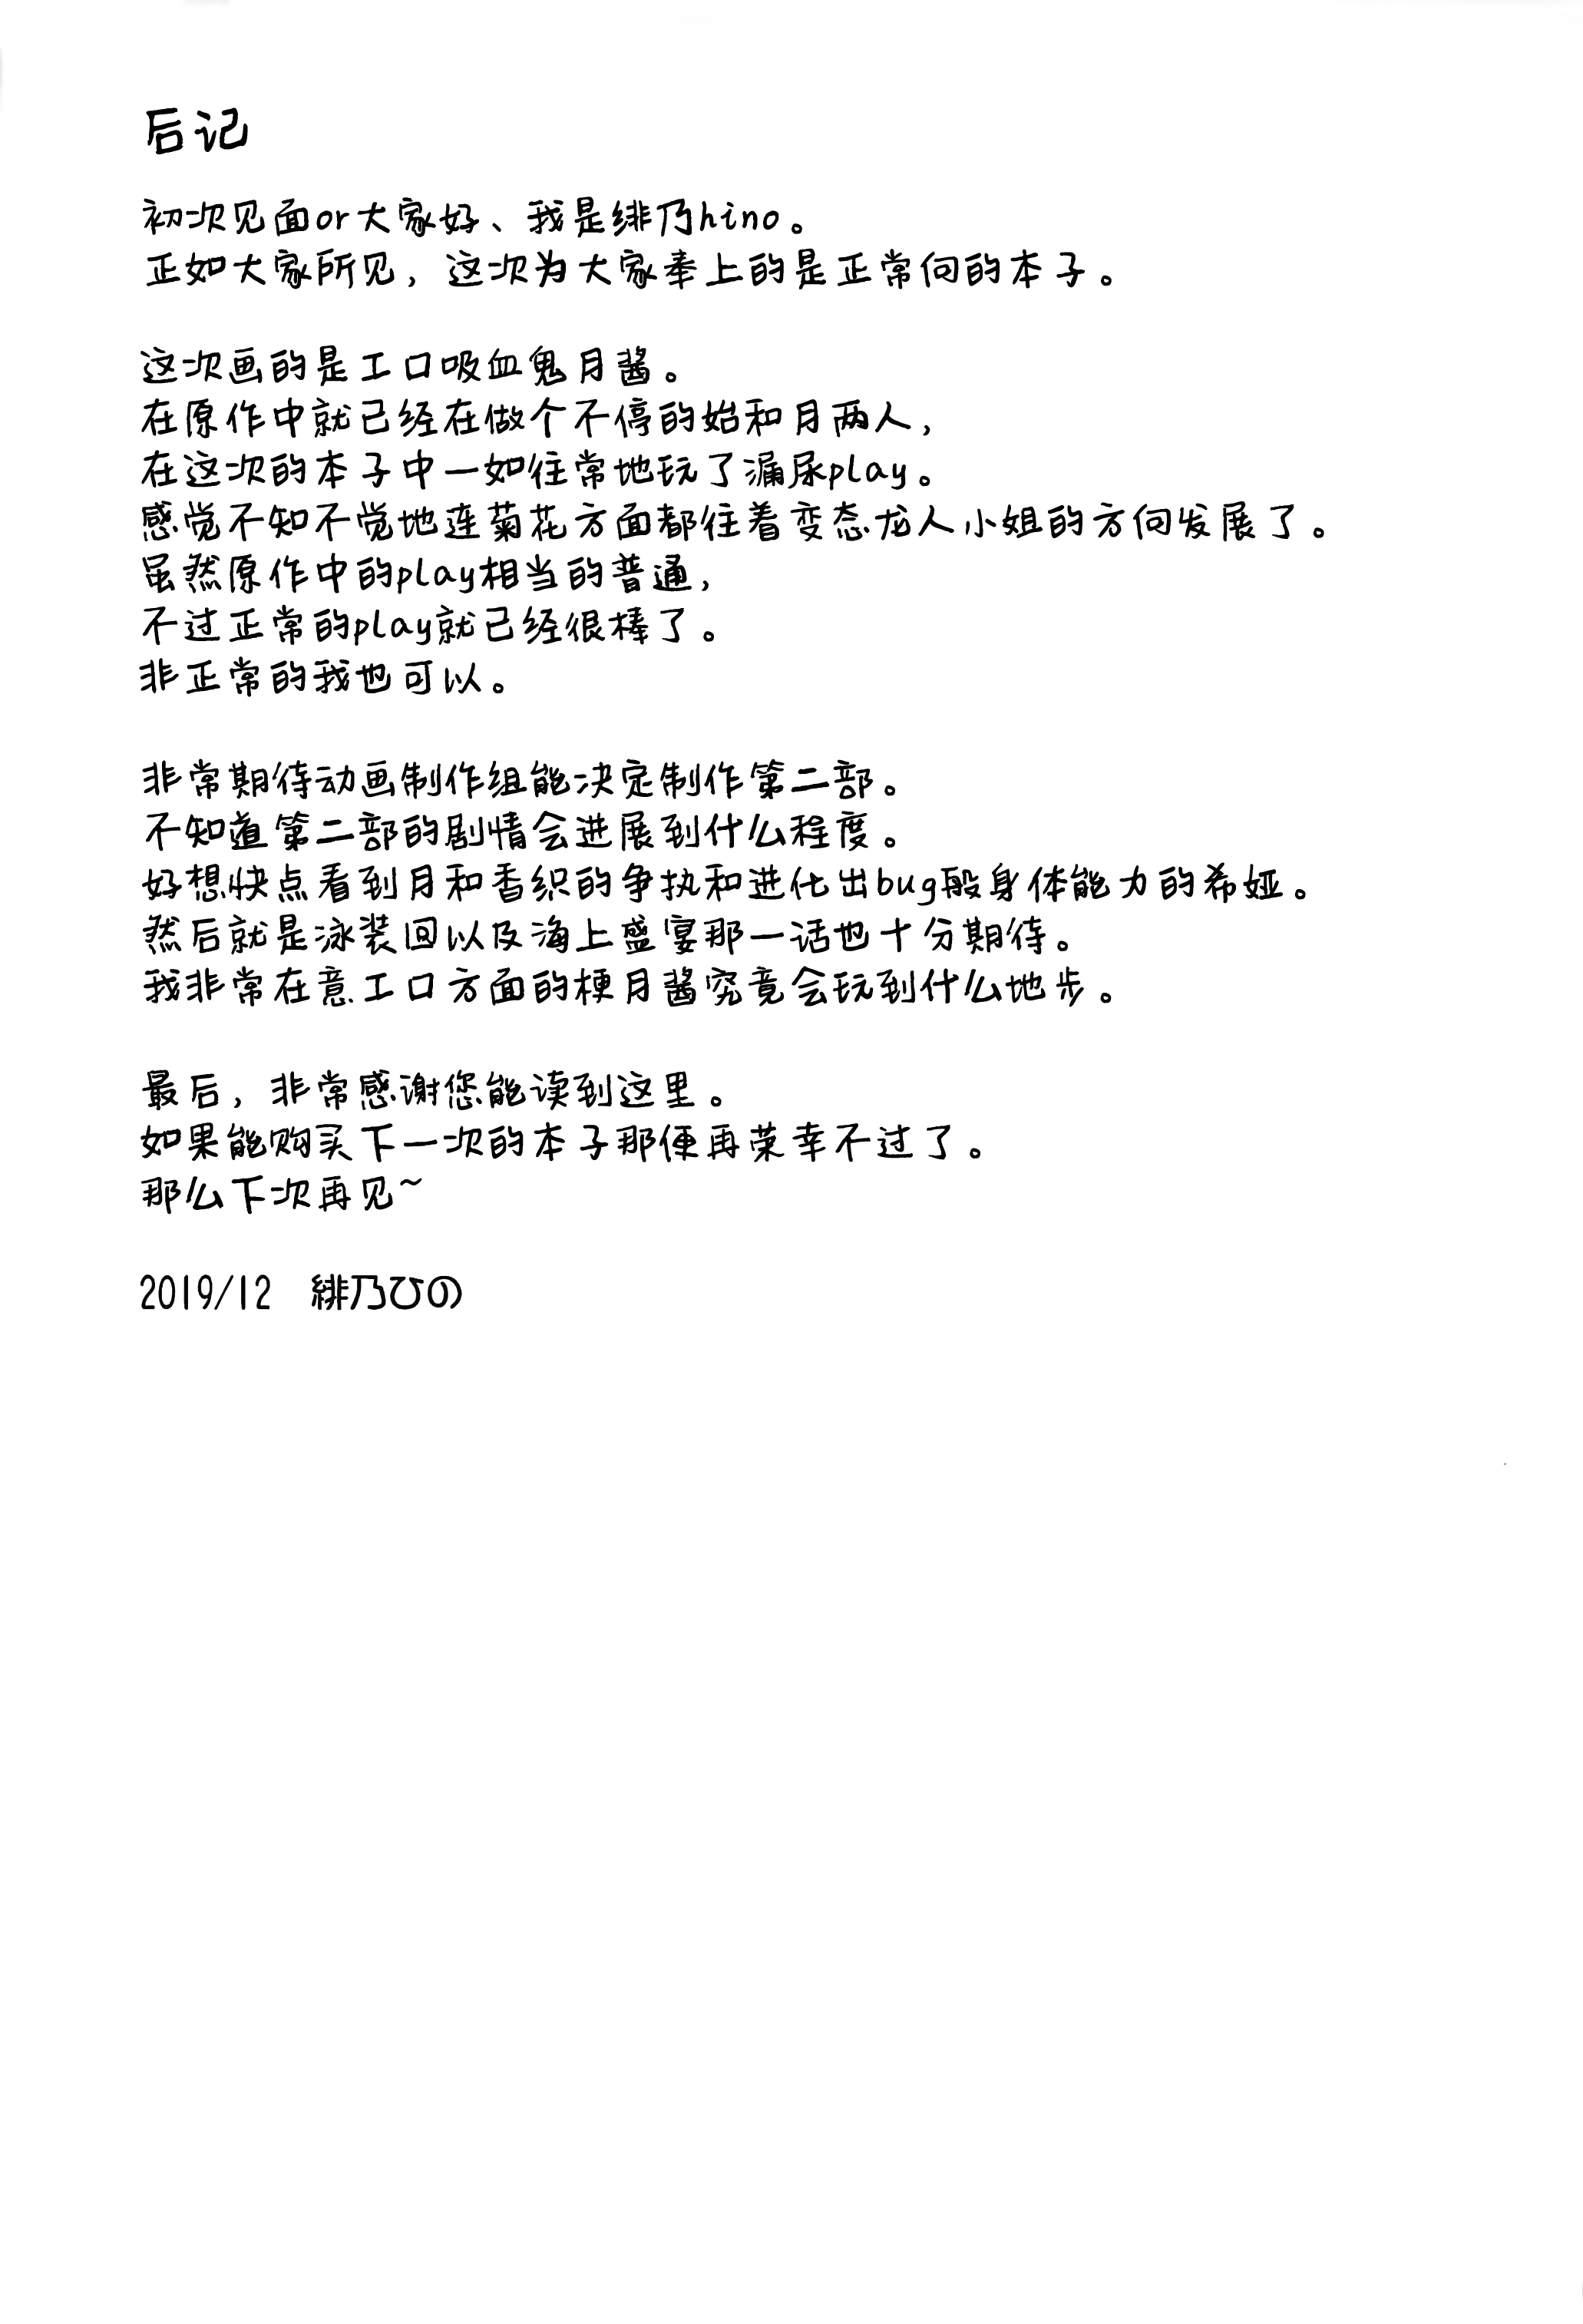 后记
初次见面or大家好、我是绯乃hino。
正如大家所见，这次为大家奉上的是正常向的本子。
这次画的是工口吸血鬼月酱。
在原作中就已经在做个不停的始和月两人，
在这次的本子中一如往常地玩了漏尿play。
感觉不知不觉地连菊花方面都往着变态龙人小姐的方向发展了。
虽然原作中的play相当的普通，
不过正常的play就已经很棒了。
非正常的我也可以。
非常期待动画制作组能决定制作第二部。
不知道第二部的剧情会进展到什么程度。
好想快点看到月和香织的争执和进化出bug般身体能力的希娅。
然后就是泳装回以及海上盛宴那一话也十分期待。
我非常在意工口方面的梗月酱究竟会玩到什么地步。
最后，非常感谢您能读到这里。
如果能购买下一次的本子那便再荣幸不过了。
那么下次再见~
2019/12 緋乃ひの